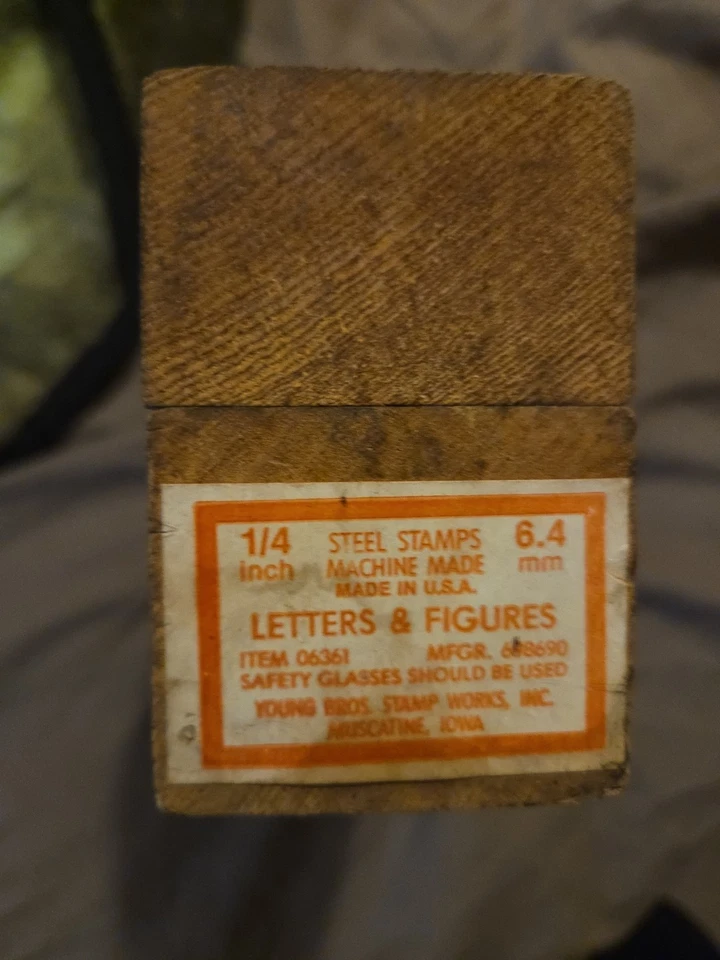 1/4 STEEL STAMPS 6.4
inch MACHINE MADE mm
MADE IN U.S.A.
LETTERS & FIGURES
ITEM 06361 MFGR.
SAFETY GLASSES SHOULD BE USED
YOUNG BROS. STAMP WORKS, INC.
MUSCATINE, IOWA